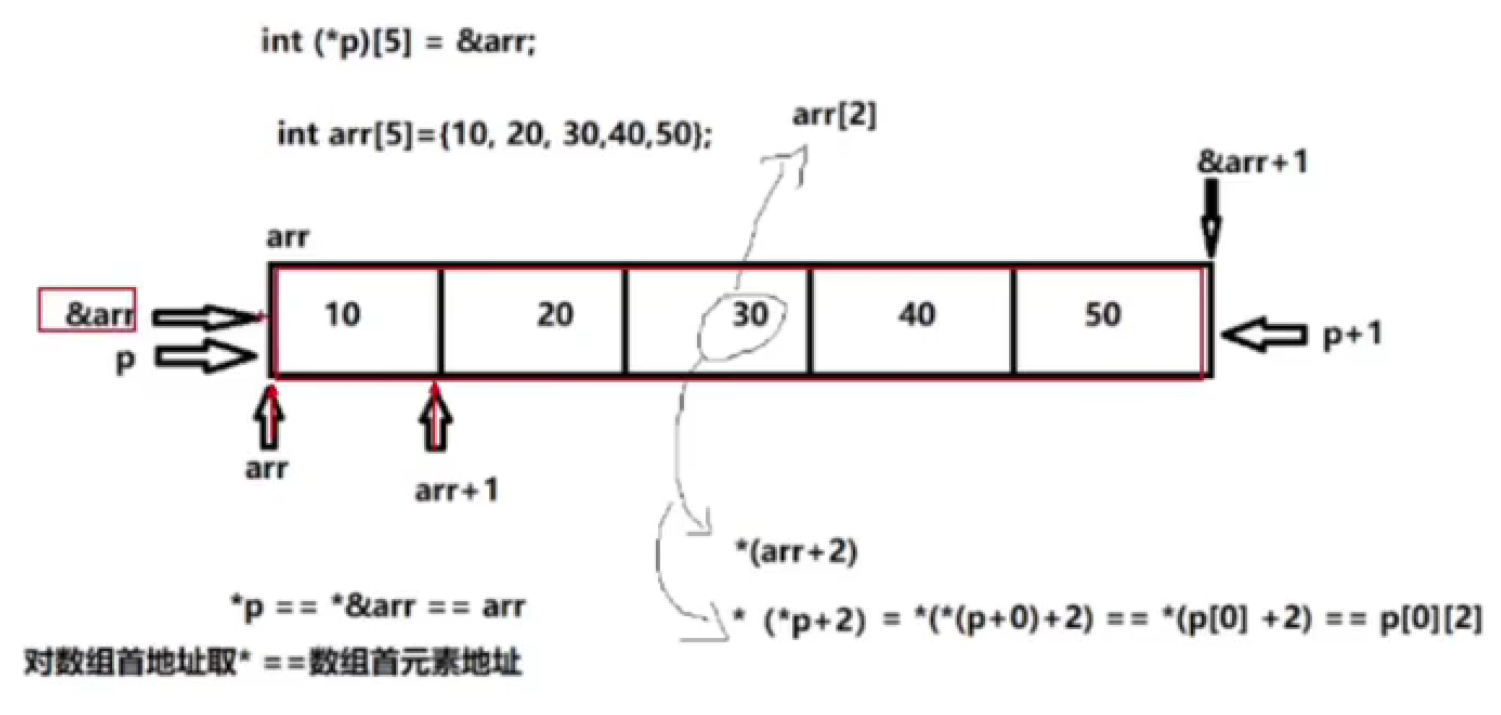 int (*p)[5] = &arr;
int arr[5]={10, 20, 30,40,50};
arr[2]
&arr+1
arr
&arr
10 20 30 40 50
p
p+1
arr
arr+1
*(arr+2)
*p == *&arr == arr
* (*p+2) = *(*(p+0)+2) == *(p[0] +2) == p[0][2]
对数组首地址取* ==数组首元素地址